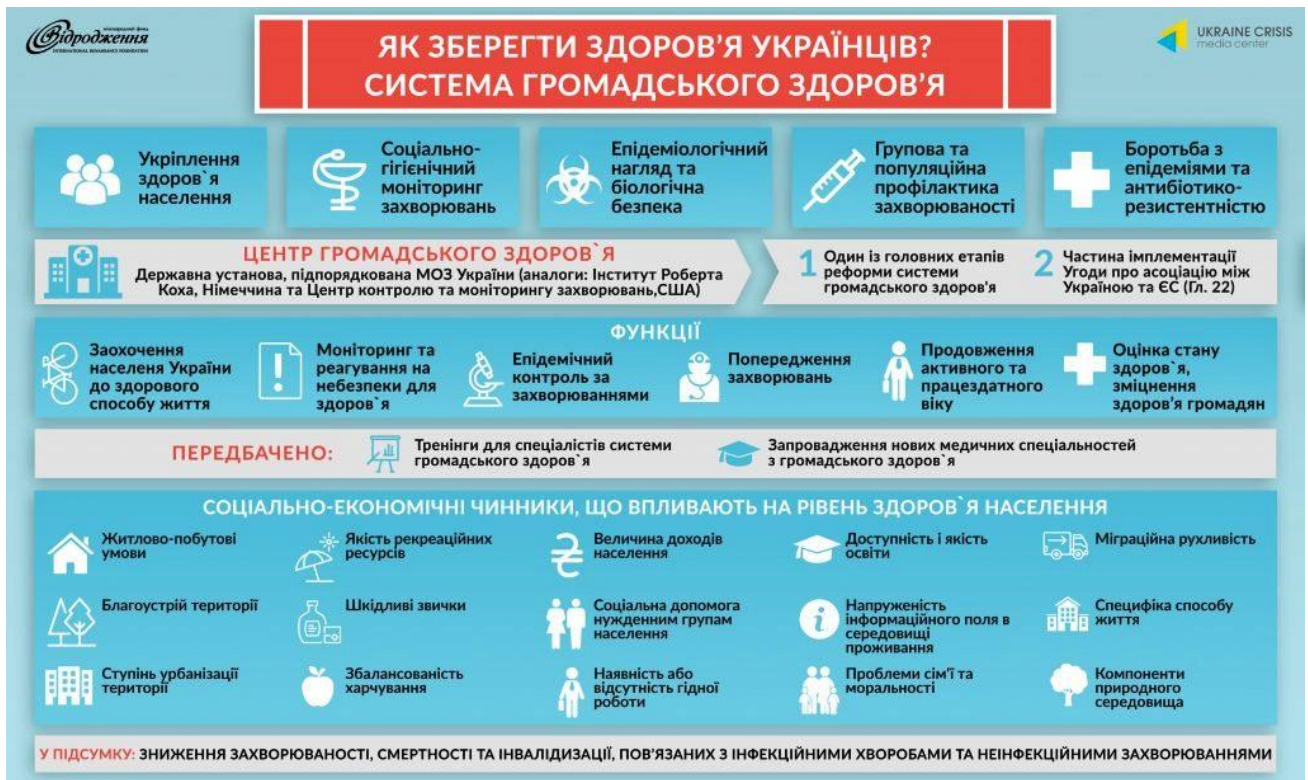 міжнародний фонд
Відродження
INTERNATIONAL RENAISSANCE FOUNDATION
ЯК ЗБЕРЕГТИ ЗДОРОВ’Я УКРАЇНЦІВ?
СИСТЕМА ГРОМАДСЬКОГО ЗДОРОВ’Я
UKRAINE CRISIS
media center
Укріплення
здоров`я
населення
Соціально-
гігієнічний
моніторинг
захворювань
Епідеміологічний
нагляд та
біологічна
безпека
Групова та
популяційна
профілактика
захворюваності
Боротьба з
епідеміями та
антибіотико-
резистентністю
ЦЕНТР ГРОМАДСЬКОГО ЗДОРОВ`Я
Державна установа, підпорядкована МОЗ України (аналоги: Інститут Роберта
Коха, Німеччина та Центр контролю та моніторингу захворювань,США)
1 Один із головних етапів
реформи системи
громадського здоров'я
2 Частина імплементації
Угоди про асоціацію між
Україною та ЄС (Гл. 22)
ФУНКЦІЇ
Заохочення
населеня України
до здорового
способу життя
Моніторинг та
реагування на
небезпеки для
здоров`я
Епідемічний
контроль за
захворюваннями
Попередження
захворювань
Продовження
активного та
працездатного
віку
Оцінка стану
здоров`я,
зміцнення
здоров’я громадян
ПЕРЕДБАЧЕНО:
Тренінги для спеціалістів системи
громадського здоров`я
Запровадження нових медичних спеціальностей
з громадського здоров`я
СОЦІАЛЬНО-ЕКОНОМІЧНІ ЧИННИКИ, ЩО ВПЛИВАЮТЬ НА РІВЕНЬ ЗДОРОВ`Я НАСЕЛЕННЯ
Житлово-побутові
умови
Якість рекреаційних
ресурсів
Величина доходів
населення
Доступність і якість
освіти
Міграційна рухливість
Благоустрій території
Шкідливі звички
Соціальна допомога
нужденним групам
населення
Напруженість
інформаційного поля в
середовищі
проживання
Специфіка способу
життя
Ступінь урбанізації
території
Збалансованість
харчування
Наявність або
відсутність гідної
роботи
Проблеми сім'ї та
моральності
Компоненти
природного
середовища
У ПІДСУМКУ: ЗНИЖЕННЯ ЗАХВОРЮВАНОСТІ, СМЕРТНОСТІ ТА ІНВАЛІДИЗАЦІЇ, ПОВ’ЯЗАНИХ З ІНФЕКЦІЙНИМИ ХВОРОБАМИ ТА НЕІНФЕКЦІЙНИМИ ЗАХВОРЮВАННЯМИ